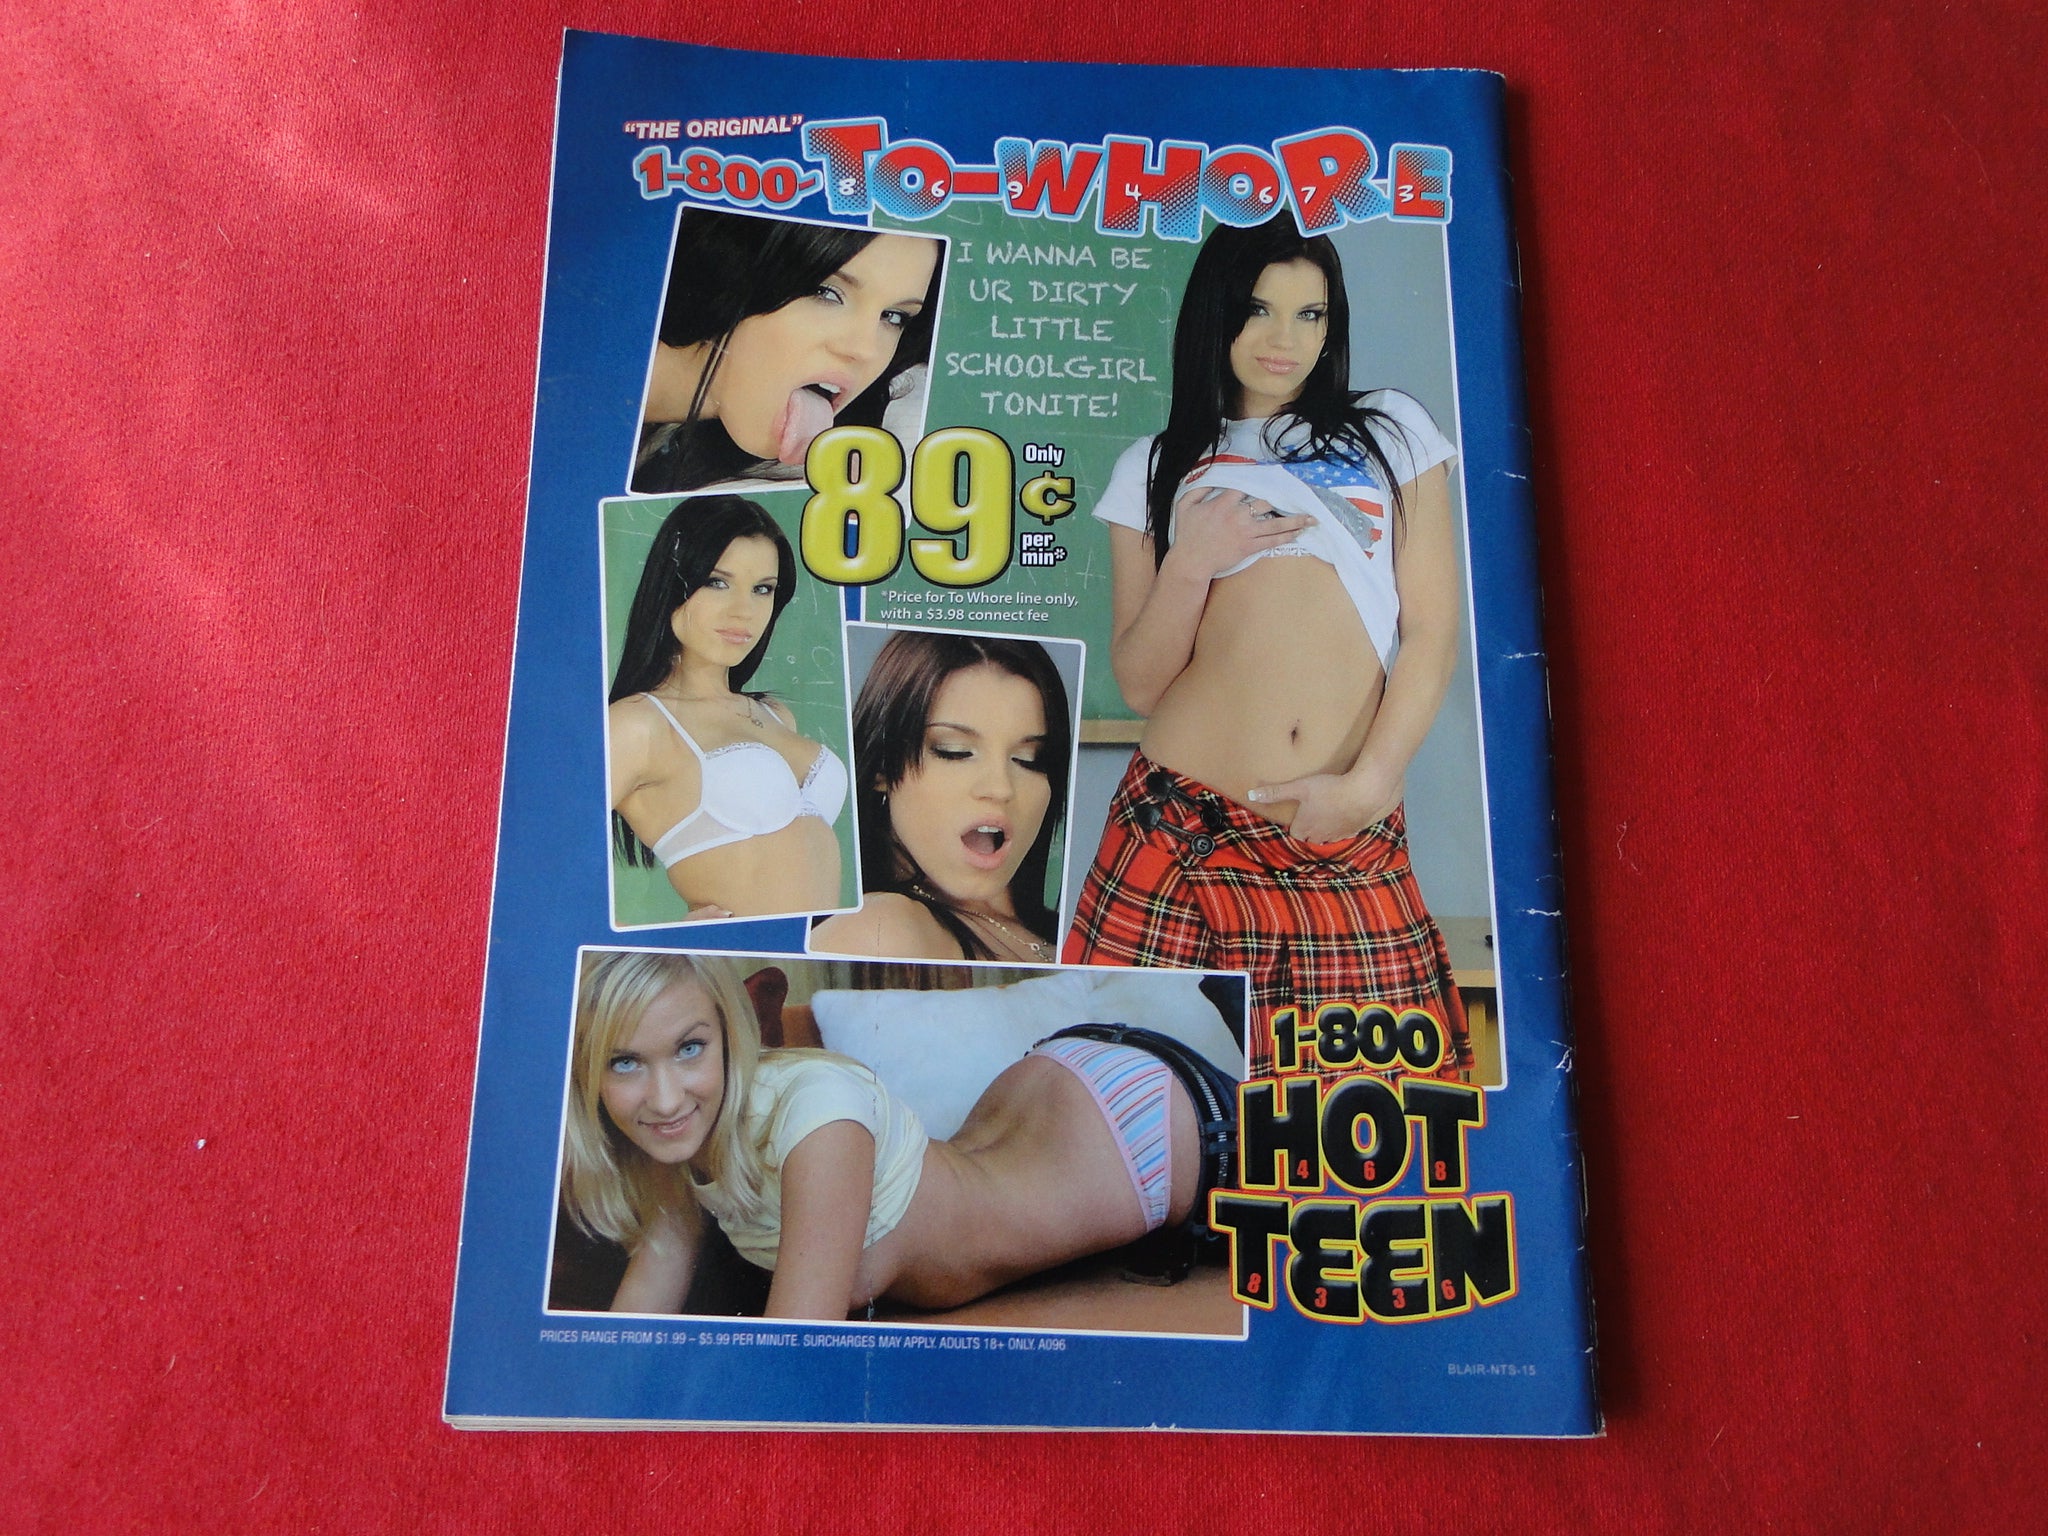 "THE ORIGINAL"
1-800-TO-WHORE
8 6 - 9 4 6 7 3
I WANNA BE
UR DIRTY
LITTLE
SCHOOLGIRL
TONITE!
89¢
Only
per
min*
*Price for To Whore line only,
with a $3.98 connect fee
1-800
HOT
4 6 8
TEEN
8 3 3 6
PRICES RANGE FROM $1.99 – $5.99 PER MINUTE. SURCHARGES MAY APPLY. ADULTS 18+ ONLY. A096
BLAIR-NTS-15